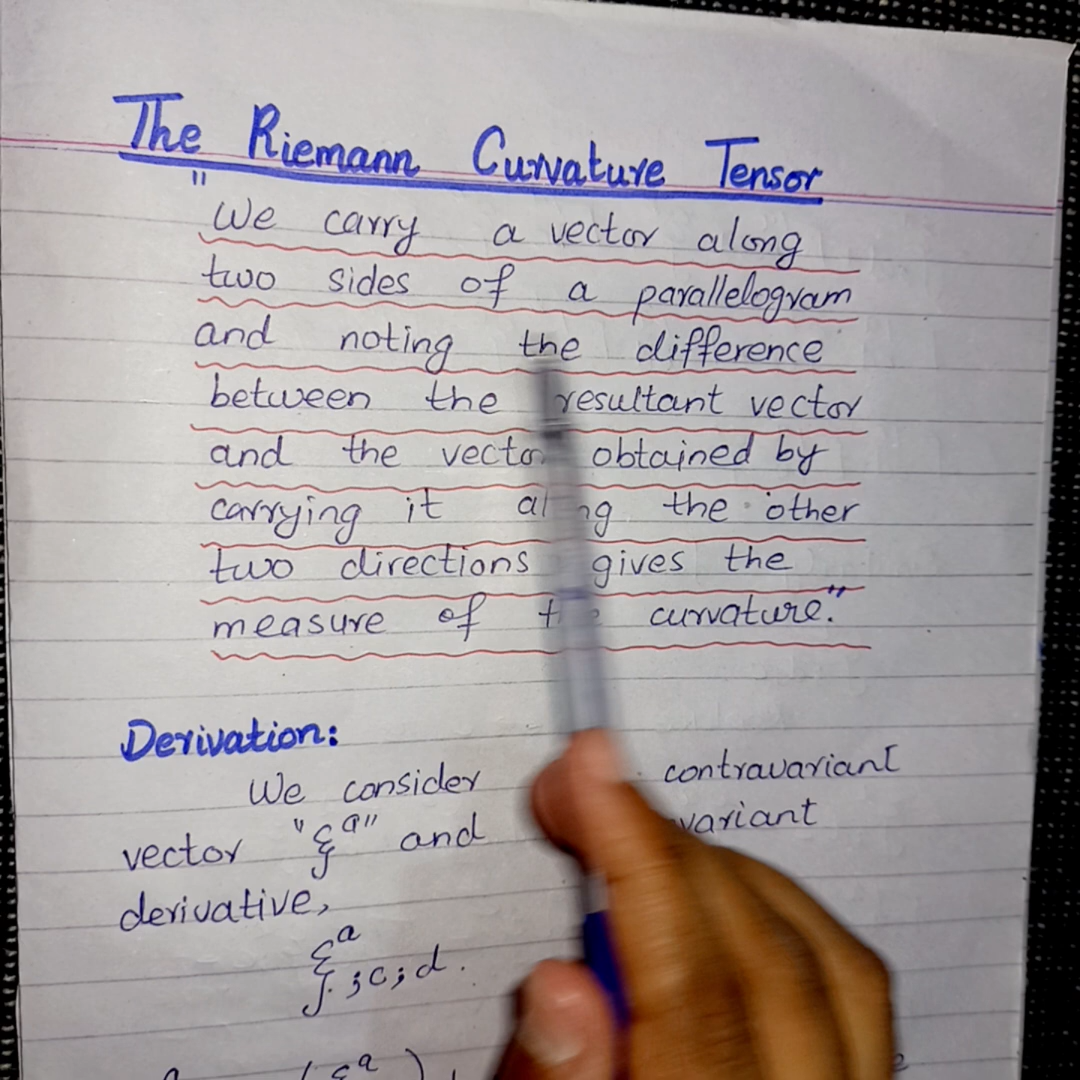 The Riemann Curvature Tensor
"We carry a vector along
two sides of a parallelogram
and noting the difference
between the resultant vector
and the vector obtained by
carrying it along the other
two directions gives the
measure of the curvature."
Derivation:
We consider contravariant
vector "ξᵃ" and
derivative,
ξᵃ;c;d.